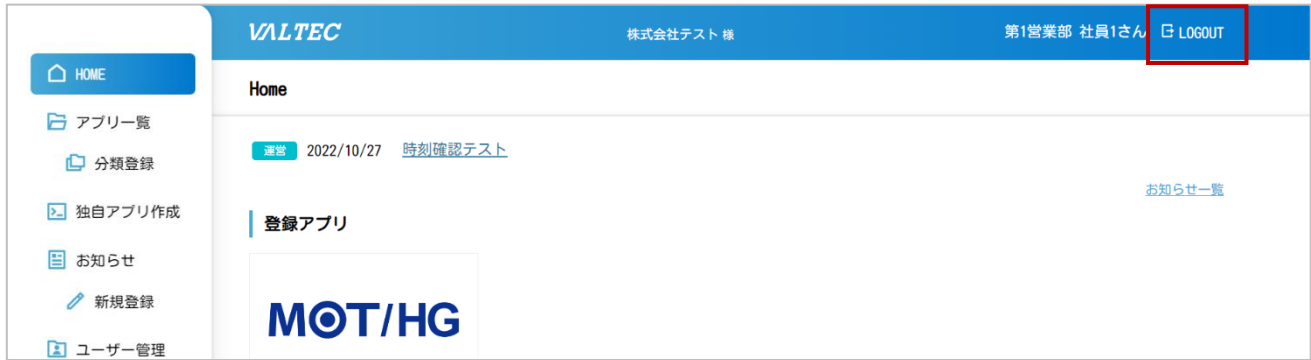 VALTEC
株式会社テスト 様
第1営業部 社員1さん
LOGOUT
HOME
アプリ一覧
分類登録
独自アプリ作成
お知らせ
新規登録
ユーザー管理
Home
運営 2022/10/27 時刻確認テスト
お知らせ一覧
登録アプリ
MOT/HG